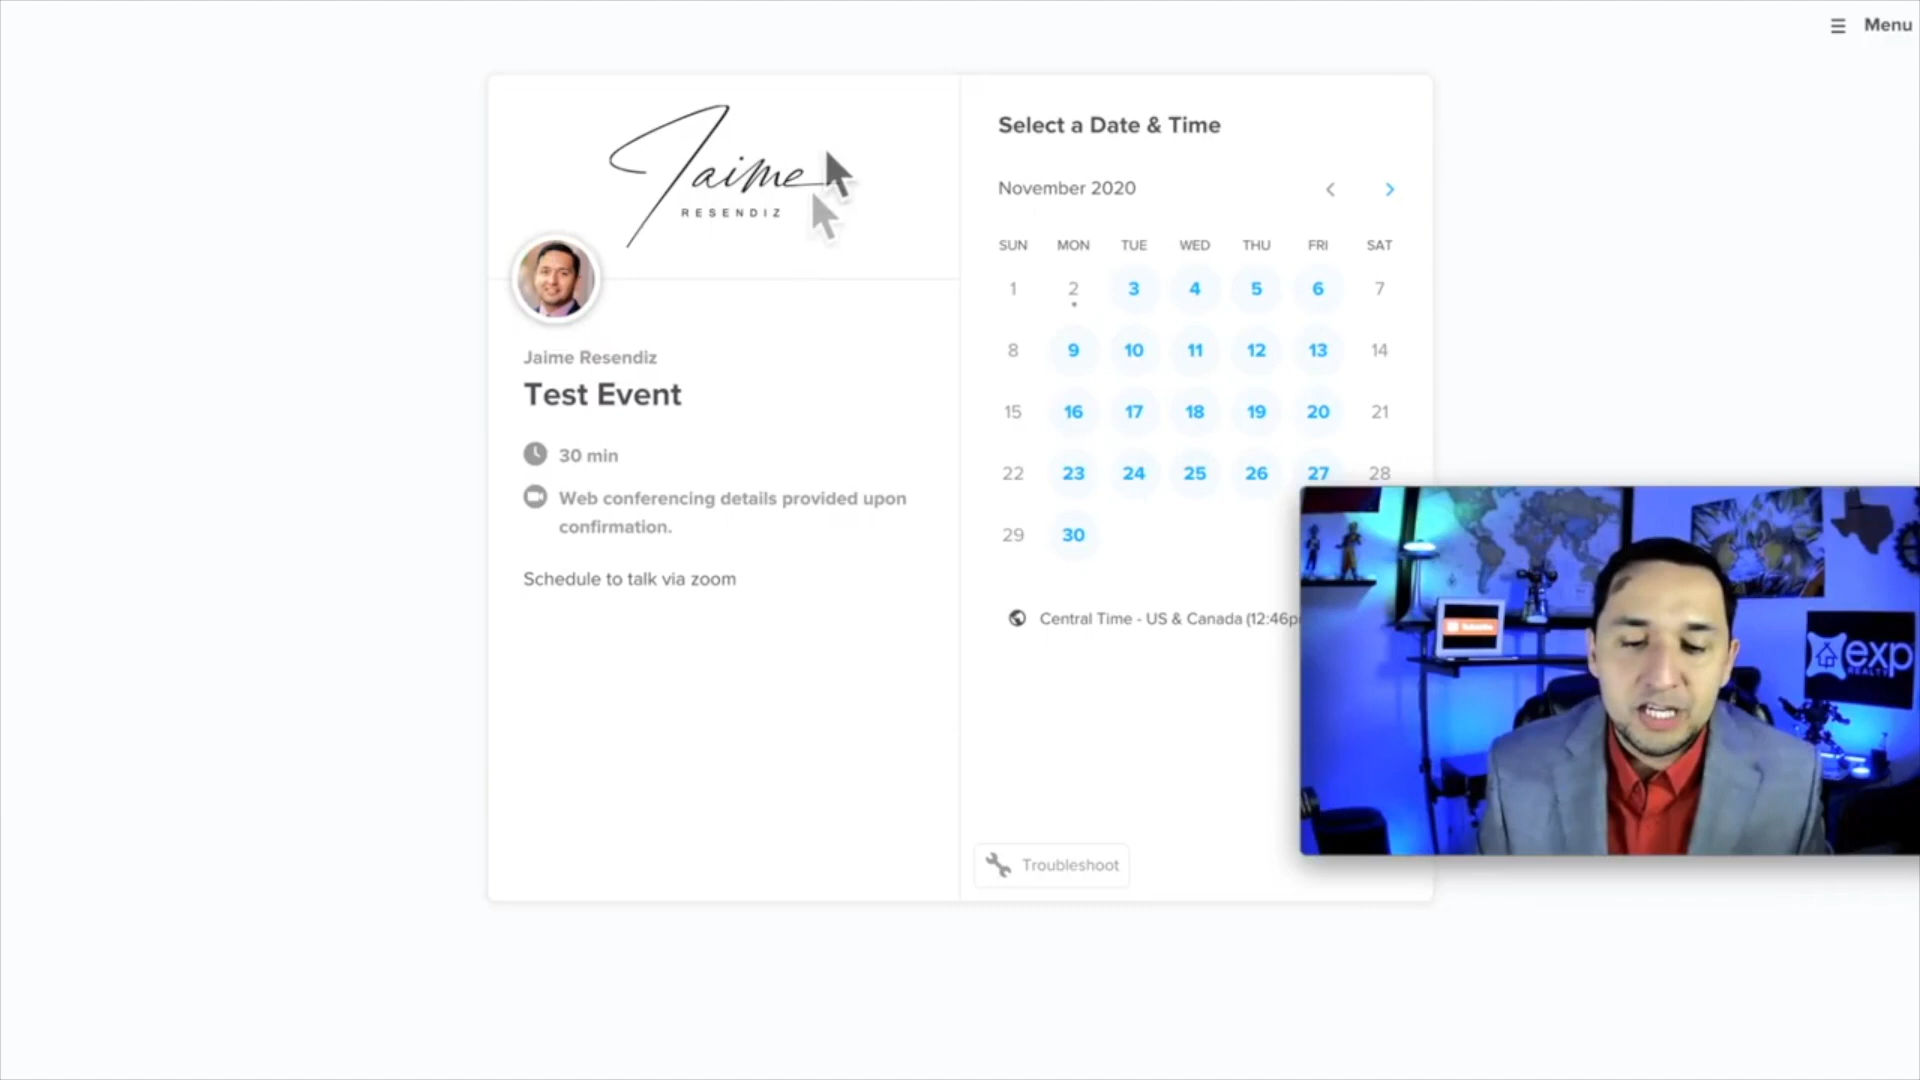 Menu
Jaime
RESENDIZ
Jaime Resendiz
Test Event
30 min
Web conferencing details provided upon
confirmation.
Schedule to talk via zoom
Select a Date & Time
November 2020
SUN MON TUE WED THU FRI SAT
1 2 3 4 5 6 7
8 9 10 11 12 13 14
15 16 17 18 19 20 21
22 23 24 25 26 27 28
29 30
Central Time - US & Canada (12:46p
Troubleshoot
exp
REALTY